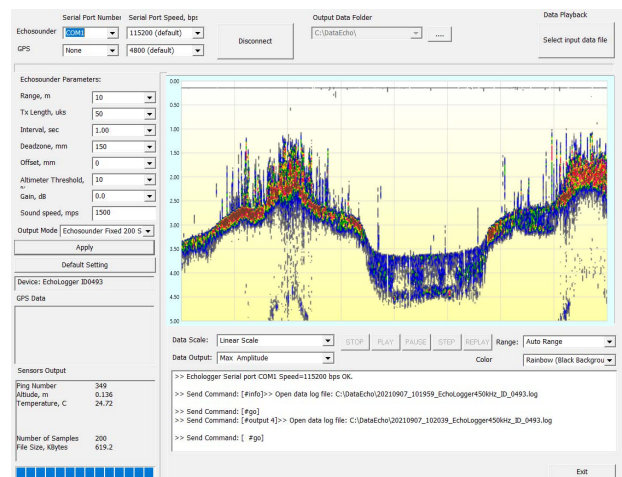 Serial Port Number Serial Port Speed, bps Output Data Folder Data Playback
Echosounder COM1 115200 (default) Disconnect C:\DataEcho\ .... Select input data file
GPS None 4800 (default)
Echosounder Parameters:
Range, m 10
Tx Length, uks 50
Interval, sec 1.00
Deadzone, mm 150
Offset, mm 0
Altimeter Threshold, 10
Gain, dB 0.0
Sound speed, mps 1500
Output Mode Echosounder Fixed 200 S
Apply
Default Setting
Device: EchoLogger ID0493
GPS Data
Sensors Output
Ping Number 349
Altiude, m 0.136
Temperature, C 24.72
Number of Samples 200
File Size, KBytes 619.2
0.00
0.50
1.00
1.50
2.00
2.50
3.00
3.50
4.00
4.50
5.00
Data Scale: Linear Scale STOP PLAY PAUSE STEP REPLAY Range: Auto Range
Data Output: Max Amplitude Color Rainbow (Black Backgrou
>> Echologger Serial port COM1 Speed=115200 bps OK.
>> Send Command: [#info]>> Open data log file: C:\DataEcho\20210907_101959_EchoLogger450kHz_ID_0493.log
>> Send Command: [#go]
>> Send Command: [#output 4]>> Open data log file: C:\DataEcho\20210907_102039_EchoLogger450kHz_ID_0493.log
>> Send Command: [ #go]
Exit